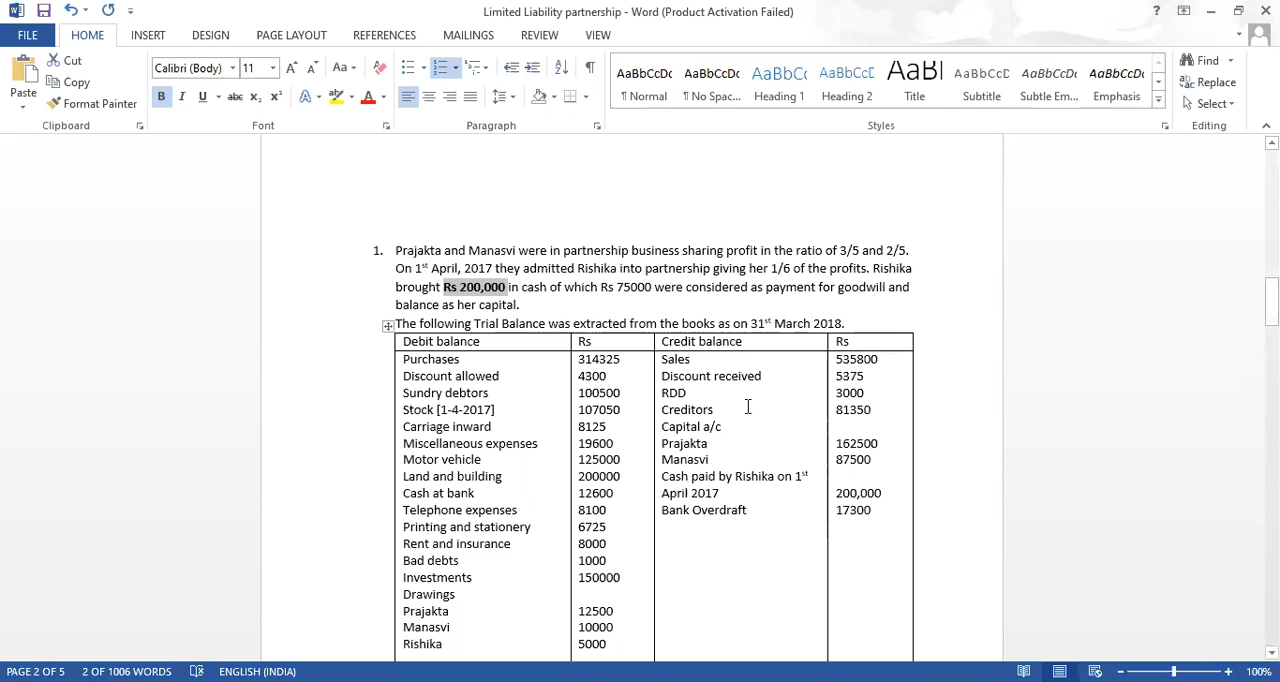 Limited Liability partnership - Word (Product Activation Failed)
FILE HOME INSERT DESIGN PAGE LAYOUT REFERENCES MAILINGS REVIEW VIEW
Paste
Cut
Copy
Format Painter
Clipboard
Calibri (Body) 11
Font
Paragraph
AaBbCcDc ¶ Normal
AaBbCcDc ¶ No Spac...
AaBbCc Heading 1
AaBbCcD Heading 2
AaBl Title
AaBbCcD Subtitle
AaBbCcDc Subtle Em...
AaBbCcDc Emphasis
Styles
Find
Replace
Select
Editing
1. Prajakta and Manasvi were in partnership business sharing profit in the ratio of 3/5 and 2/5.
On 1st April, 2017 they admitted Rishika into partnership giving her 1/6 of the profits. Rishika
brought Rs 200,000 in cash of which Rs 75000 were considered as payment for goodwill and
balance as her capital.
The following Trial Balance was extracted from the books as on 31st March 2018.
Debit balance Rs Credit balance Rs
Purchases 314325 Sales 535800
Discount allowed 4300 Discount received 5375
Sundry debtors 100500 RDD 3000
Stock [1-4-2017] 107050 Creditors 81350
Carriage inward 8125 Capital a/c
Miscellaneous expenses 19600 Prajakta 162500
Motor vehicle 125000 Manasvi 87500
Land and building 200000 Cash paid by Rishika on 1st
Cash at bank 12600 April 2017 200,000
Telephone expenses 8100 Bank Overdraft 17300
Printing and stationery 6725
Rent and insurance 8000
Bad debts 1000
Investments 150000
Drawings
Prajakta 12500
Manasvi 10000
Rishika 5000
PAGE 2 OF 5 2 OF 1006 WORDS ENGLISH (INDIA) 100%